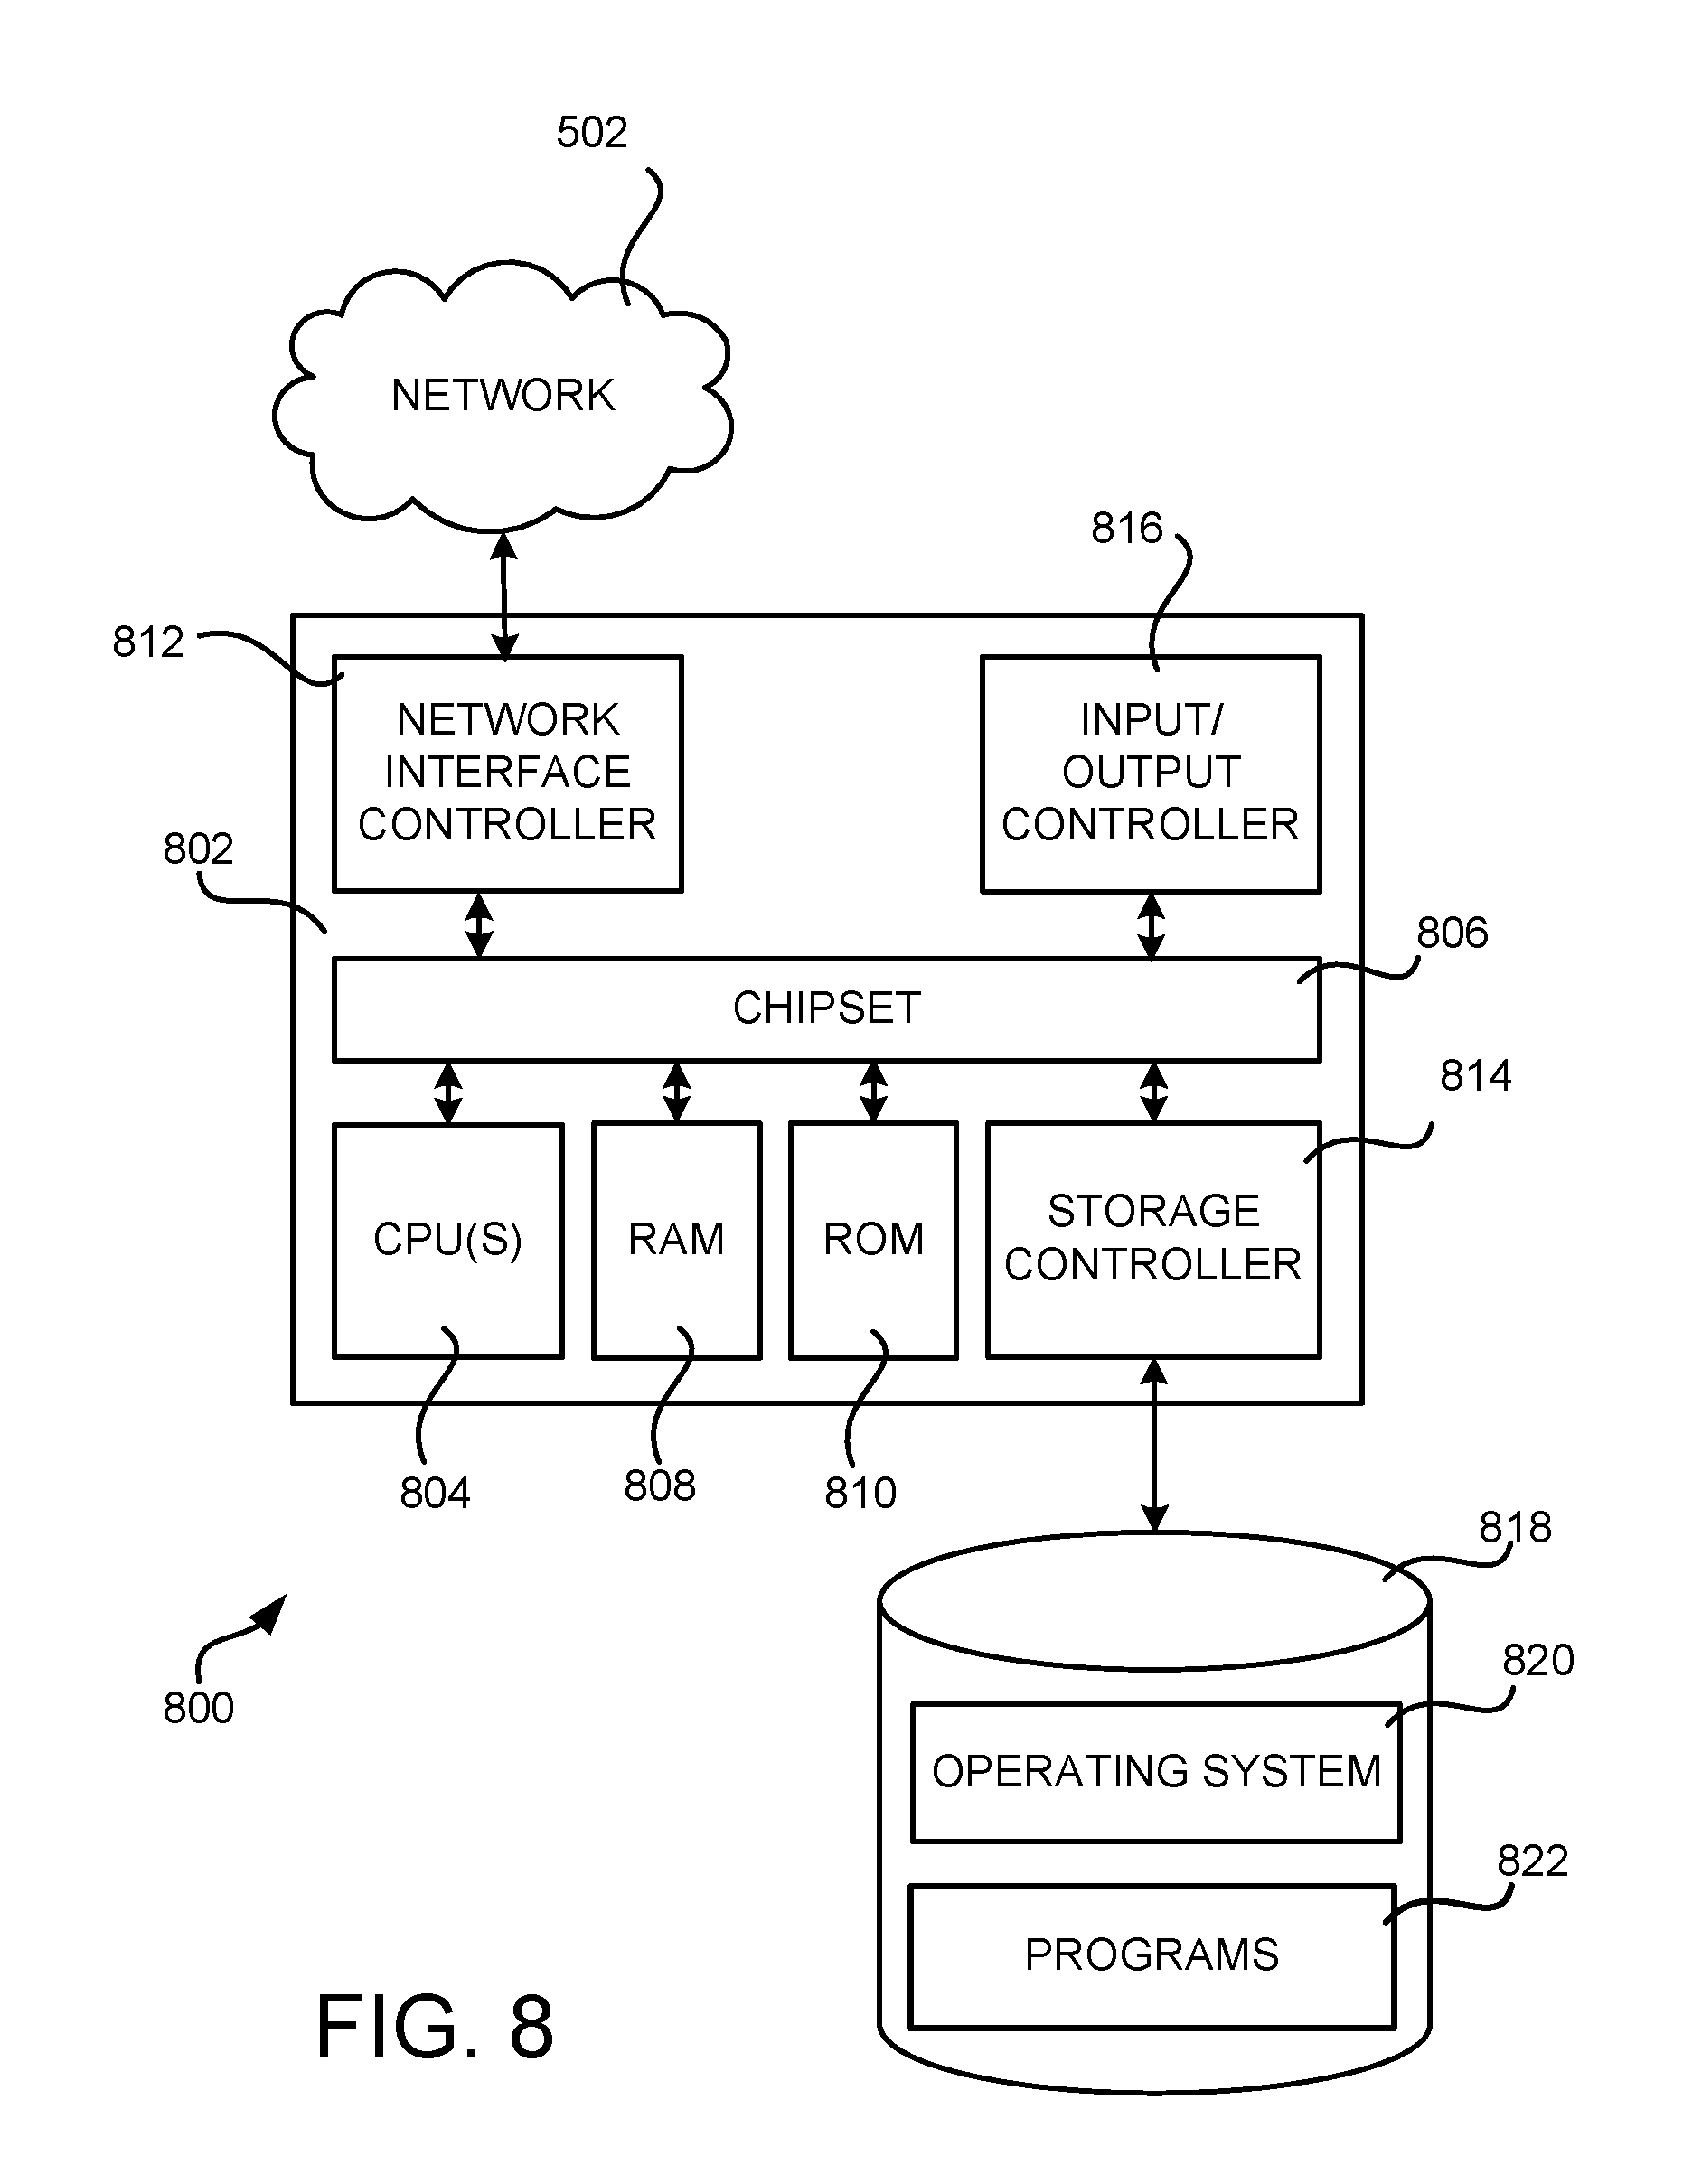 502
NETWORK
816
812
NETWORK
INTERFACE
CONTROLLER
INPUT/
OUTPUT
CONTROLLER
802
806
CHIPSET
814
CPU(S)
RAM
ROM
STORAGE
CONTROLLER
804
808
810
818
800
820
OPERATING SYSTEM
822
PROGRAMS
FIG. 8